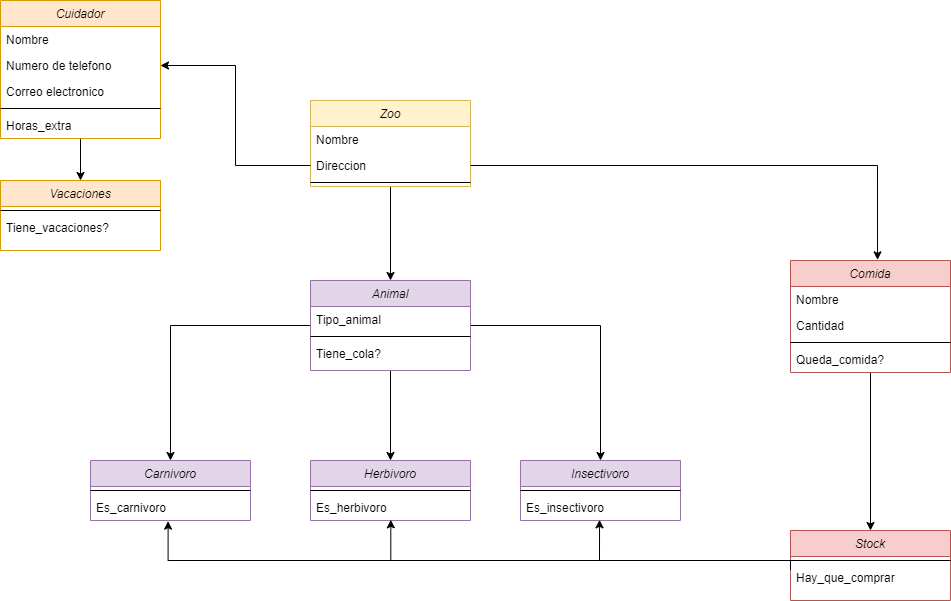 Cuidador
Nombre
Numero de telefono
Correo electronico
Horas_extra
Vacaciones
Tiene_vacaciones?
Zoo
Nombre
Direccion
Animal
Tipo_animal
Tiene_cola?
Comida
Nombre
Cantidad
Queda_comida?
Carnivoro
Es_carnivoro
Herbivoro
Es_herbivoro
Insectivoro
Es_insectivoro
Stock
Hay_que_comprar